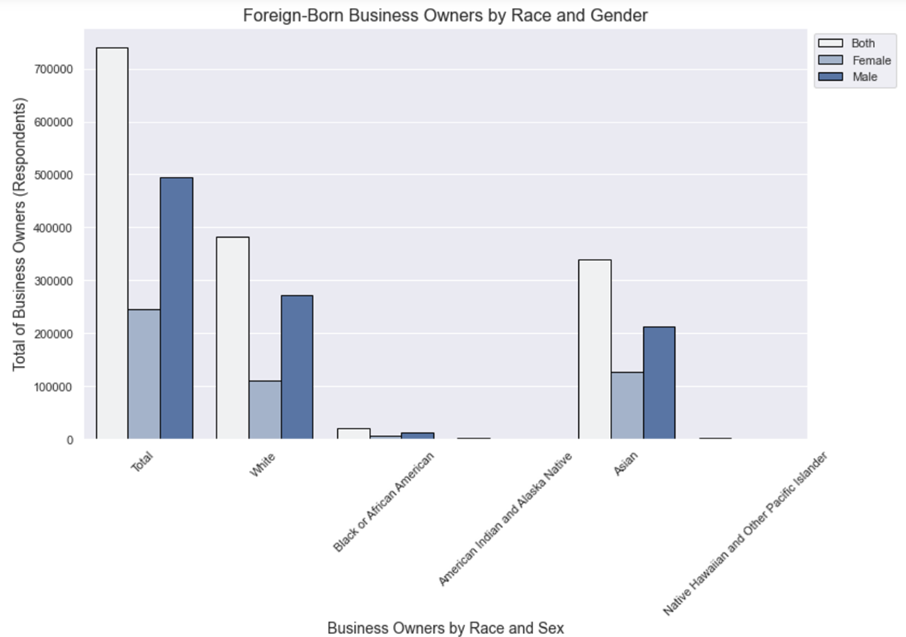 Foreign-Born Business Owners by Race and Gender
Both
Female
Male
Total of Business Owners (Respondents)
700000
600000
500000
400000
300000
200000
100000
0
Total
White
Black or African American
American Indian and Alaska Native
Asian
Native Hawaiian and Other Pacific Islander
Business Owners by Race and Sex